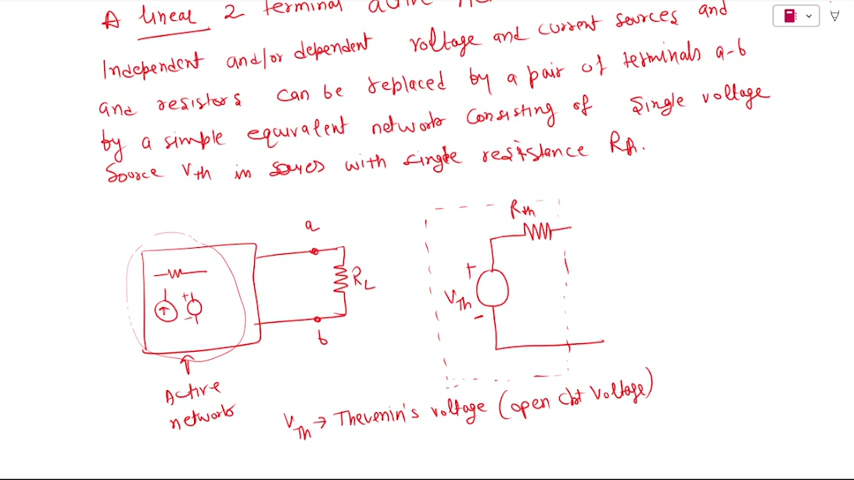 A linear 2 terminal active
Independent and/or dependent voltage and current sources and
and resistors can be replaced by a pair of terminals a-b
by a simple equivalent network consisting of single voltage
Source Vth in with single resistance
a
RL
b
Active
network
Rth
+
VTh
-
VTh → Thevenin's voltage (open ckt voltage)